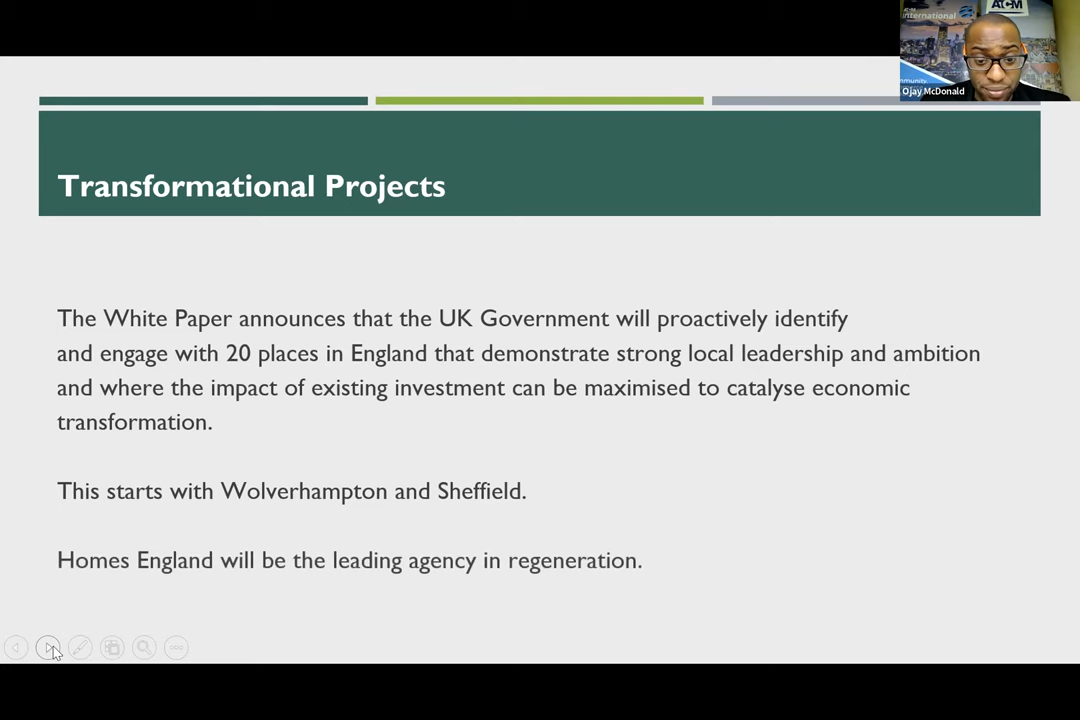 ATCM
international
mmunity.
Ojay McDonald
Transformational Projects
The White Paper announces that the UK Government will proactively identify
and engage with 20 places in England that demonstrate strong local leadership and ambition
and where the impact of existing investment can be maximised to catalyse economic
transformation.
This starts with Wolverhampton and Sheffield.
Homes England will be the leading agency in regeneration.